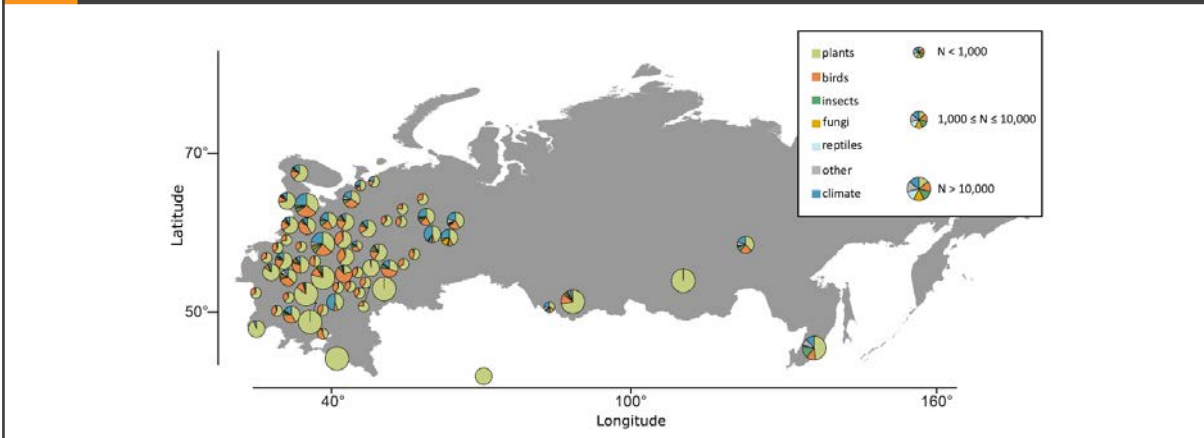 plants
birds
insects
fungi
reptiles
other
climate
N < 1,000
1,000 ≤ N ≤ 10,000
N > 10,000
70°
50°
Latitude
40°
100°
160°
Longitude